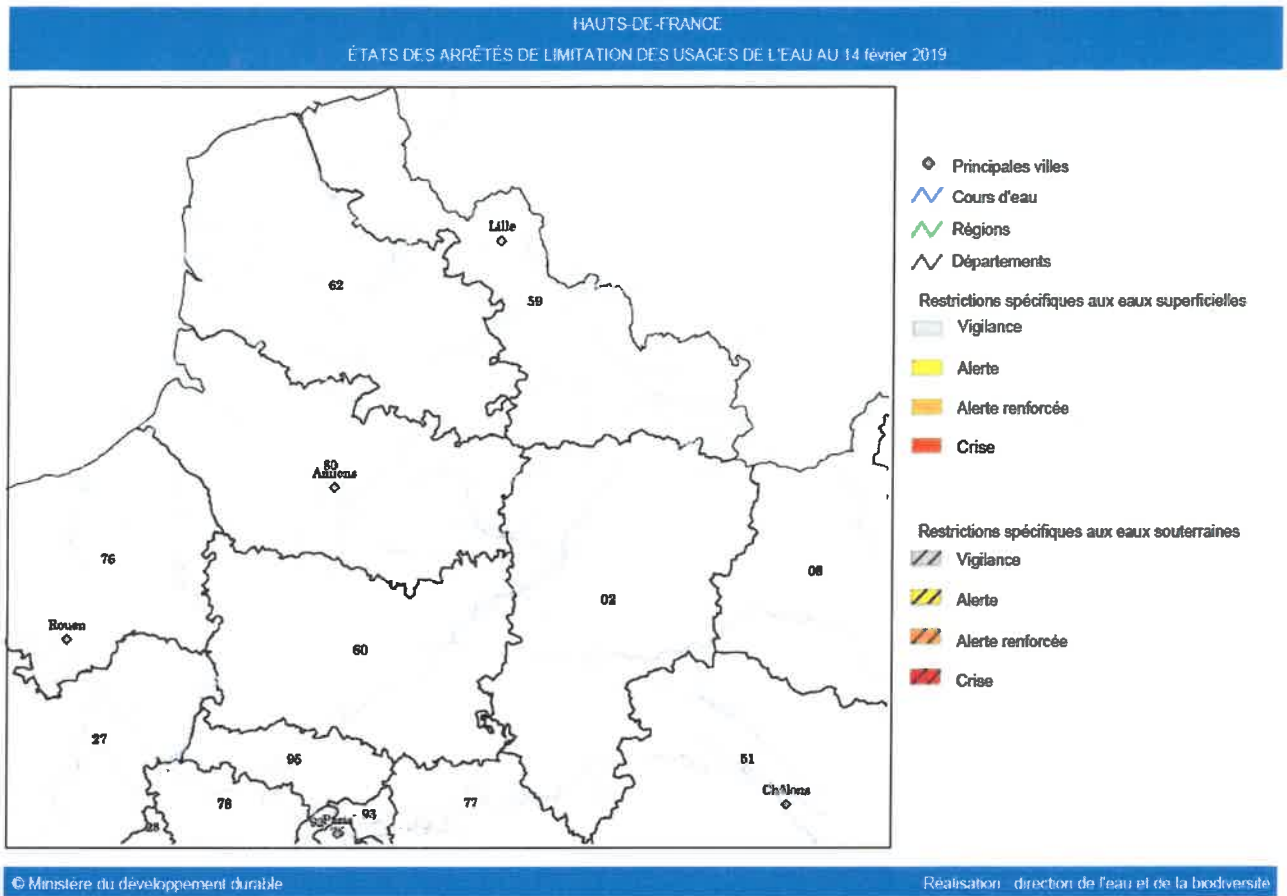 HAUTS-DE-FRANCE
ÉTATS DES ARRÊTÉS DE LIMITATION DES USAGES DE L'EAU AU 14 février 2019
Principales villes
Cours d'eau
Régions
Départements
Restrictions spécifiques aux eaux superficielles
Vigilance
Alerte
Alerte renforcée
Crise
Restrictions spécifiques aux eaux souterraines
Vigilance
Alerte
Alerte renforcée
Crise
Lille
62
59
80
Amiens
76
08
02
Rouen
60
27
95
51
78
77
Châlons
93
28
Paris
75
© Ministère du développement durable
Réalisation : direction de l'eau et de la biodiversité